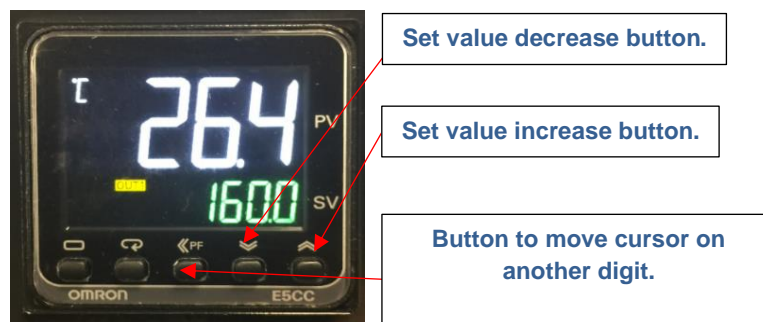 Set value decrease button.
℃
26.4
PV
Set value increase button.
OUT1
160.0
SV
PF
Button to move cursor on
another digit.
OMRON
E5CC